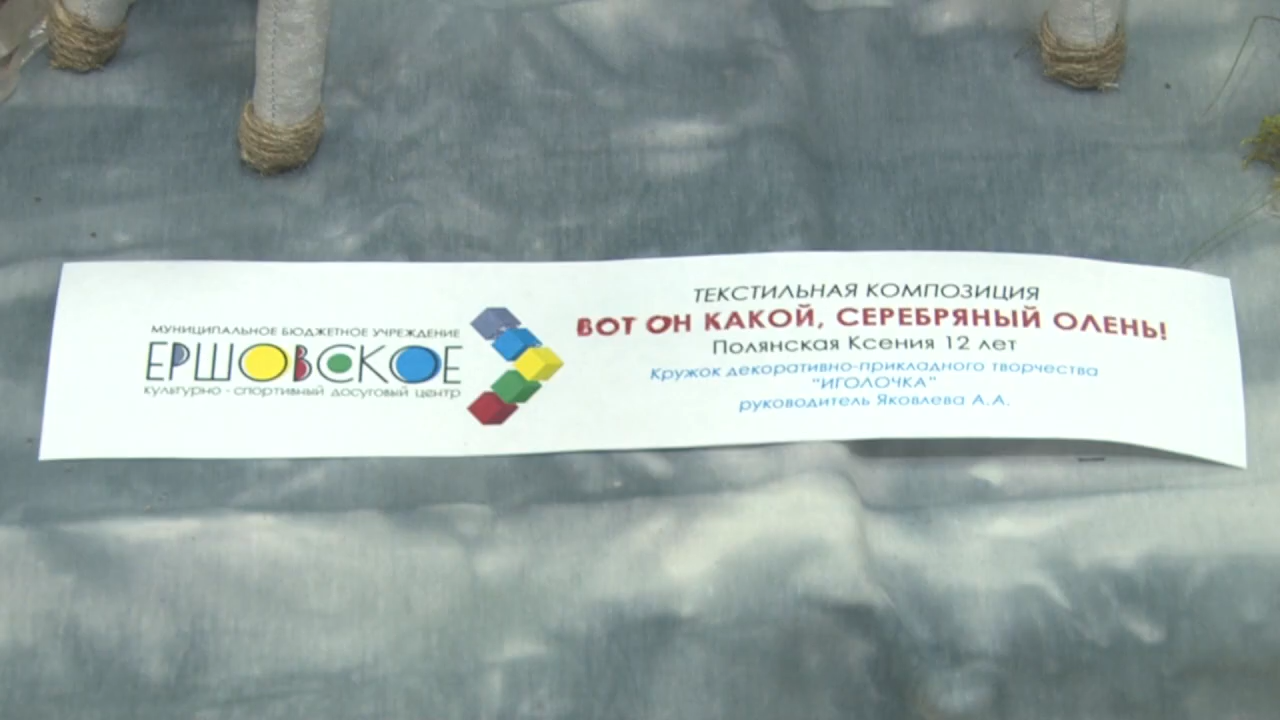 МУНИЦИПАЛЬНОЕ БЮДЖЕТНОЕ УЧРЕЖДЕНИЕ
ЕРШОВСКОЕ
культурно - спортивный досуговый центр
ТЕКСТИЛЬНАЯ КОМПОЗИЦИЯ
ВОТ ОН КАКОЙ, СЕРЕБРЯНЫЙ ОЛЕНЬ!
Полянская Ксения 12 лет
Кружок декоративно-прикладного творчества
"ИГОЛОЧКА"
руководитель Яковлева А.А.